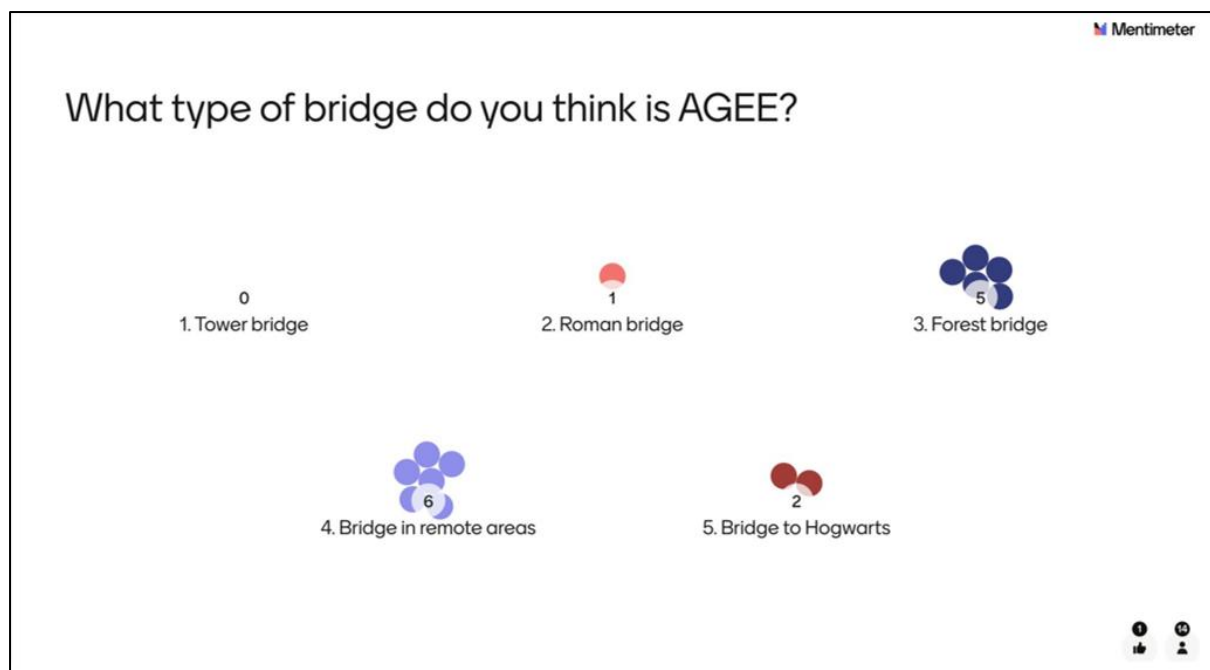 Mentimeter
What type of bridge do you think is AGEE?
0
1. Tower bridge
1
2. Roman bridge
5
3. Forest bridge
6
4. Bridge in remote areas
2
5. Bridge to Hogwarts
1
14